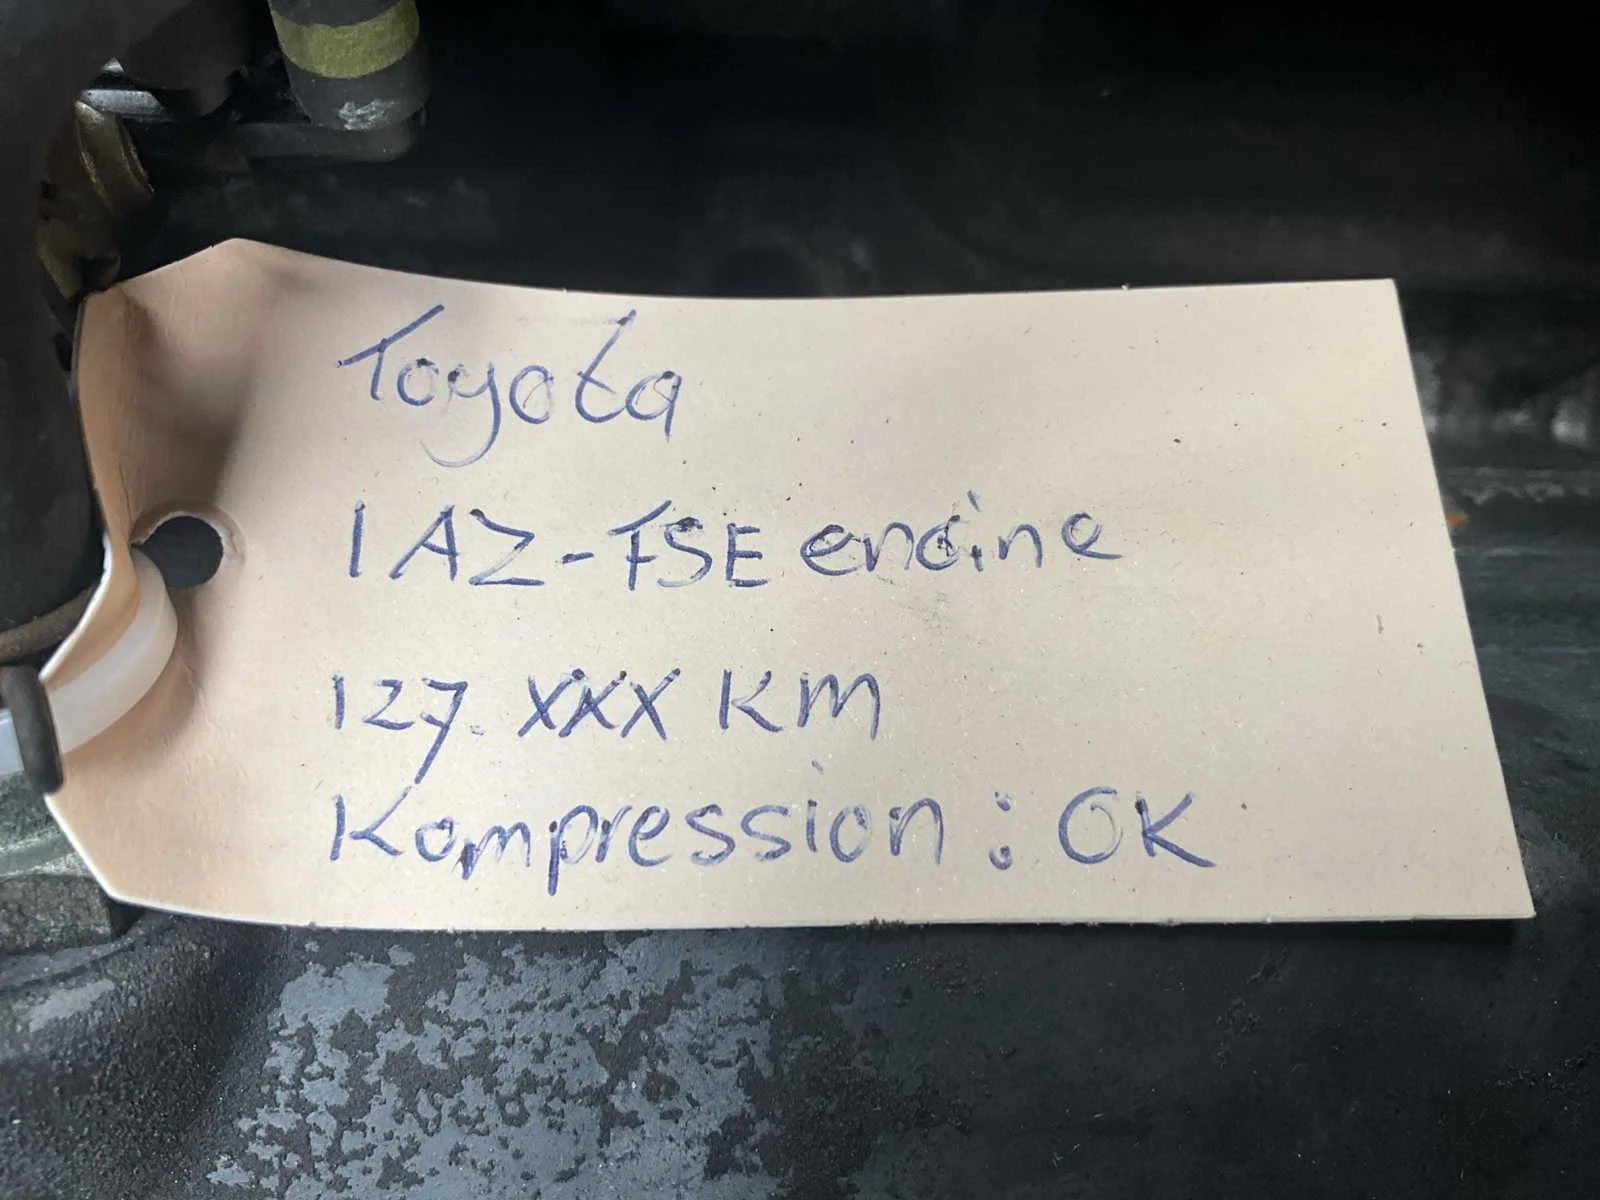 Toyota
1AZ-FSE engine
127.xxx KM
Kompression: OK